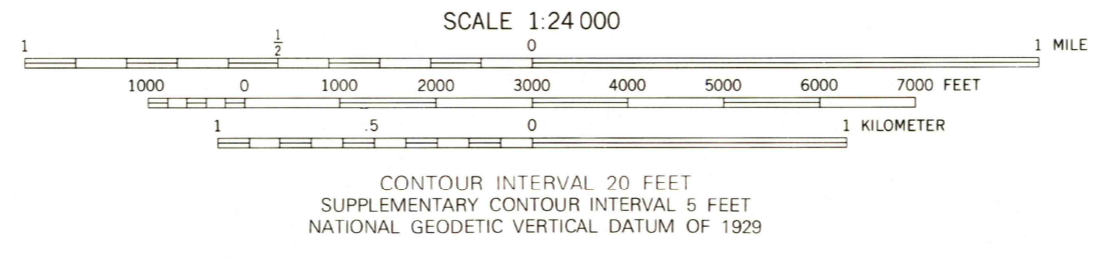 SCALE 1:24 000
1 ½ 0 1 MILE
1000 0 1000 2000 3000 4000 5000 6000 7000 FEET
1 .5 0 1 KILOMETER
CONTOUR INTERVAL 20 FEET
SUPPLEMENTARY CONTOUR INTERVAL 5 FEET
NATIONAL GEODETIC VERTICAL DATUM OF 1929